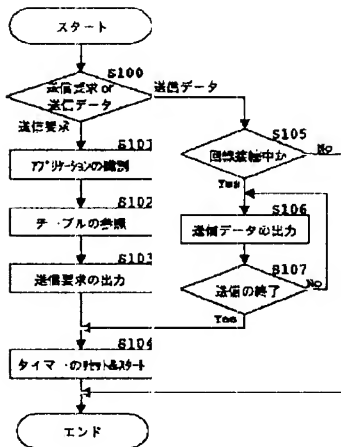 スタート
S100
送信要求 or
送信データ
送信データ
送信要求
S101
アプリケーションの識別
S102
テーブルの参照
S103
送信要求の出力
S105
回線接続中か
No
Yes
S106
送信データの出力
S107
送信の終了
No
Yes
S104
タイマーのリセット&スタート
エンド